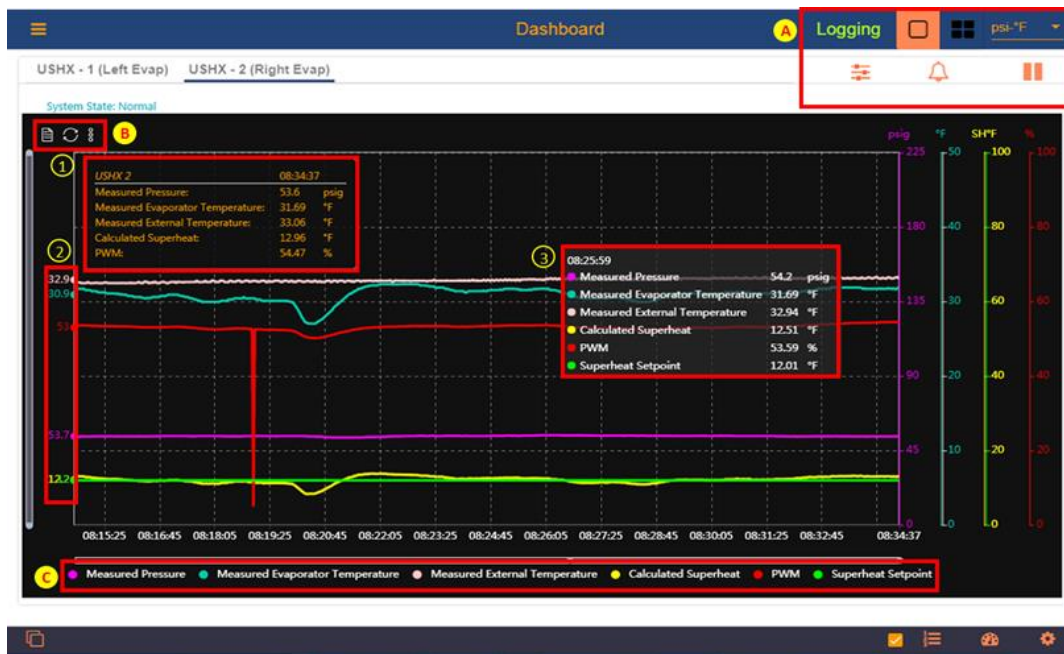 Dashboard
A
Logging
psi-°F
USHX - 1 (Left Evap)
USHX - 2 (Right Evap)
System State: Normal
B
psig °F SH°F %
1
USHX 2 08:34:37
Measured Pressure: 53.6 psig
Measured Evaporator Temperature: 31.69 °F
Measured External Temperature: 33.06 °F
Calculated Superheat: 12.96 °F
PWM: 54.47 %
2
32.9
30.9
53
53.7
12.2
3
08:25:59
Measured Pressure 54.2 psig
Measured Evaporator Temperature 31.69 °F
Measured External Temperature 32.94 °F
Calculated Superheat 12.51 °F
PWM 53.59 %
Superheat Setpoint 12.01 °F
225 50 100 100
180 40 80 80
135 30 60 60
90 20 40 40
45 10 20 20
0 0 0 0
08:15:25 08:16:45 08:18:05 08:19:25 08:20:45 08:22:05 08:23:25 08:24:45 08:26:05 08:27:25 08:28:45 08:30:05 08:31:25 08:32:45 08:34:37
C
Measured Pressure Measured Evaporator Temperature Measured External Temperature Calculated Superheat PWM Superheat Setpoint